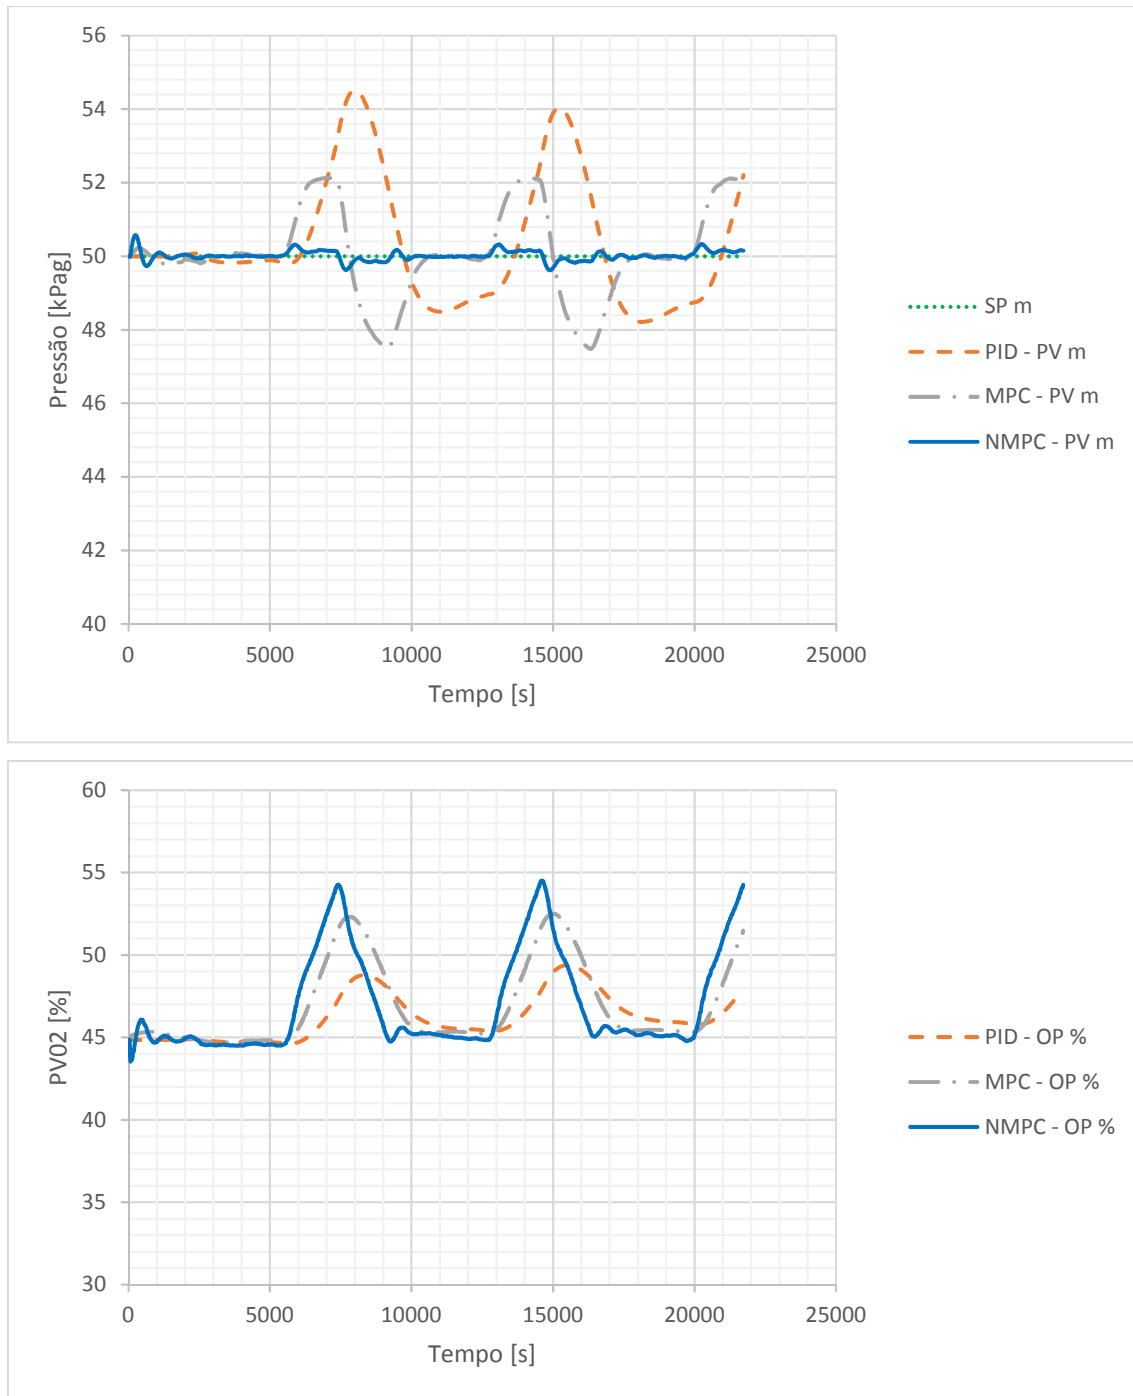 56
54
52
50
48
46
44
42
40
Pressão [kPag]
0 5000 10000 15000 20000 25000
Tempo [s]
SP m
PID - PV m
MPC - PV m
NMPC - PV m
60
55
50
45
40
35
30
PV02 [%]
0 5000 10000 15000 20000 25000
Tempo [s]
PID - OP %
MPC - OP %
NMPC - OP %